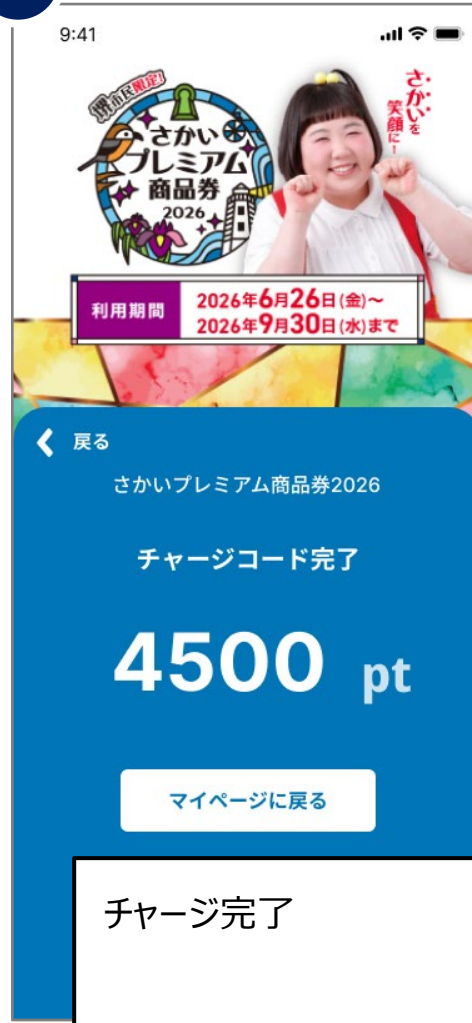 9:41
堺市民限定!
さかい
プレミアム
商品券
2026
さかいを
笑顔に!
利用期間
2026年6月26日(金)~
2026年9月30日(水)まで
戻る
さかいプレミアム商品券2026
チャージコード完了
4500 pt
マイページに戻る
チャージ完了